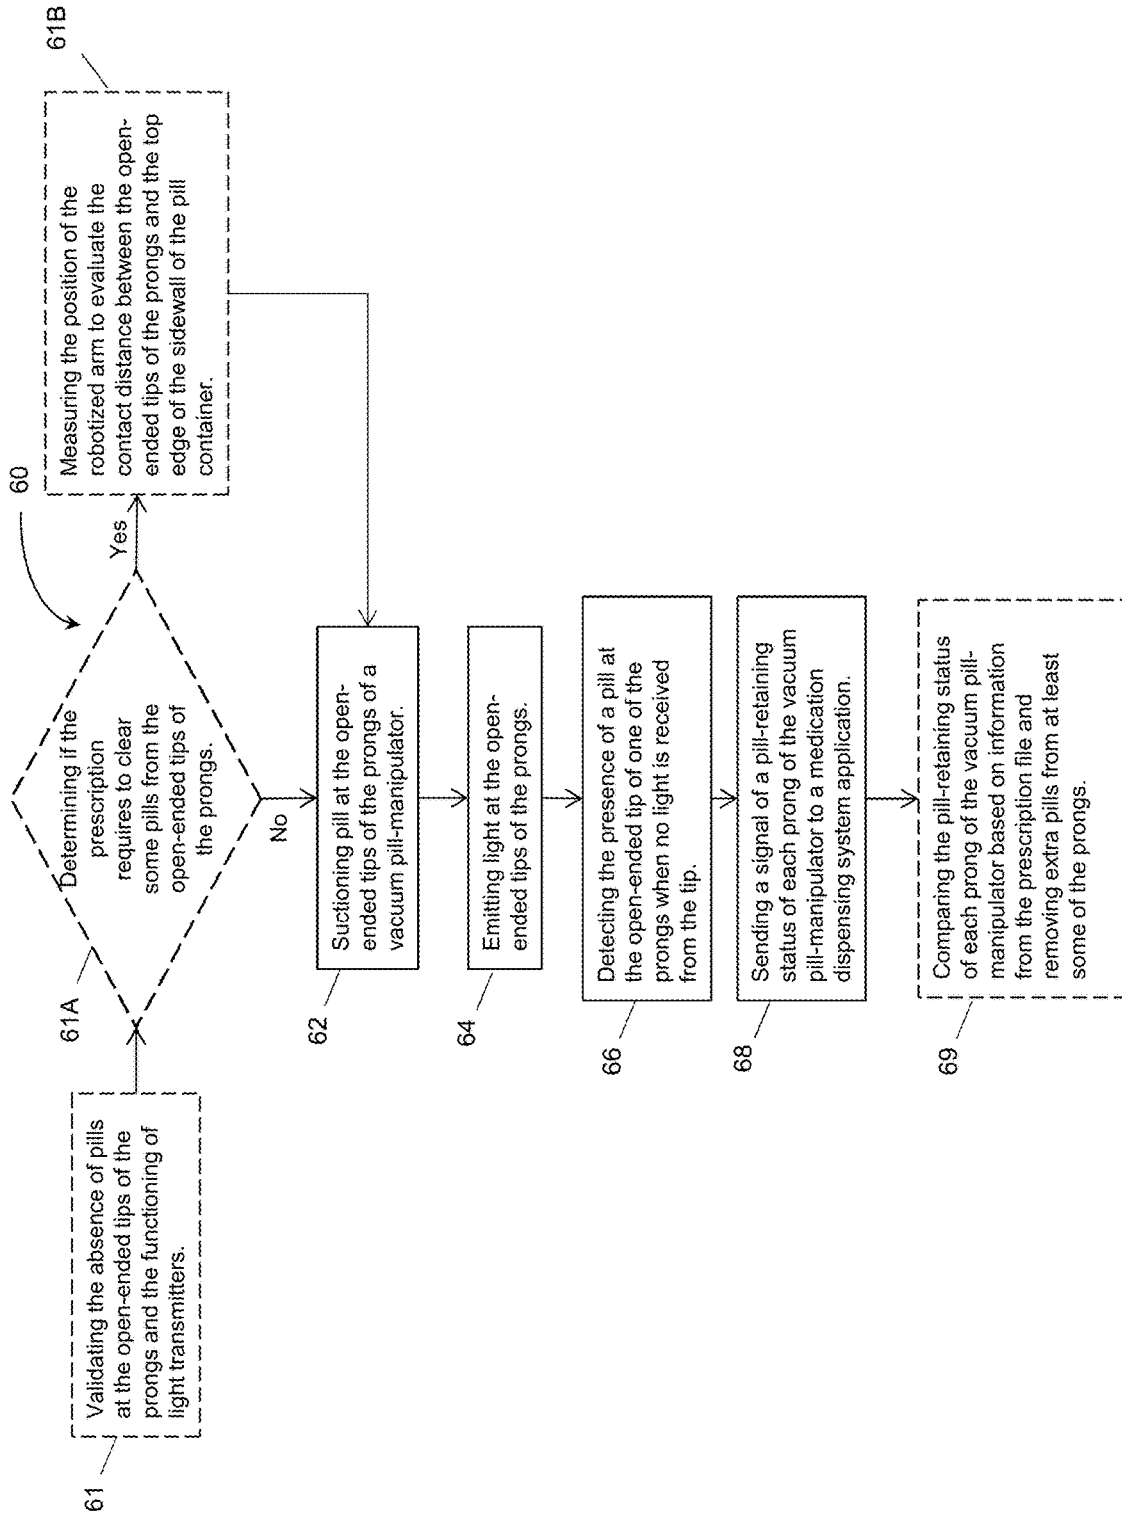 60
61
Validating the absence of pills
at the open-ended tips of the
prongs and the functioning of
light transmitters.
61A
Determining if the
prescription
requires to clear
some pills from the
open-ended tips of
the prongs.
Yes
61B
Measuring the position of the
robotized arm to evaluate the
contact distance between the open-
ended tips of the prongs and the top
edge of the sidewall of the pill
container.
No
62
Suctioning pill at the open-
ended tips of the prongs of a
vacuum pill-manipulator.
64
Emitting light at the open-
ended tips of the prongs.
66
Detecting the presence of a pill at
the open-ended tip of one of the
prongs when no light is received
from the tip.
68
Sending a signal of a pill-retaining
status of each prong of the vacuum
pill-manipulator to a medication
dispensing system application.
69
Comparing the pill-retaining status
of each prong of the vacuum pill-
manipulator based on information
from the prescription file and
removing extra pills from at least
some of the prongs.